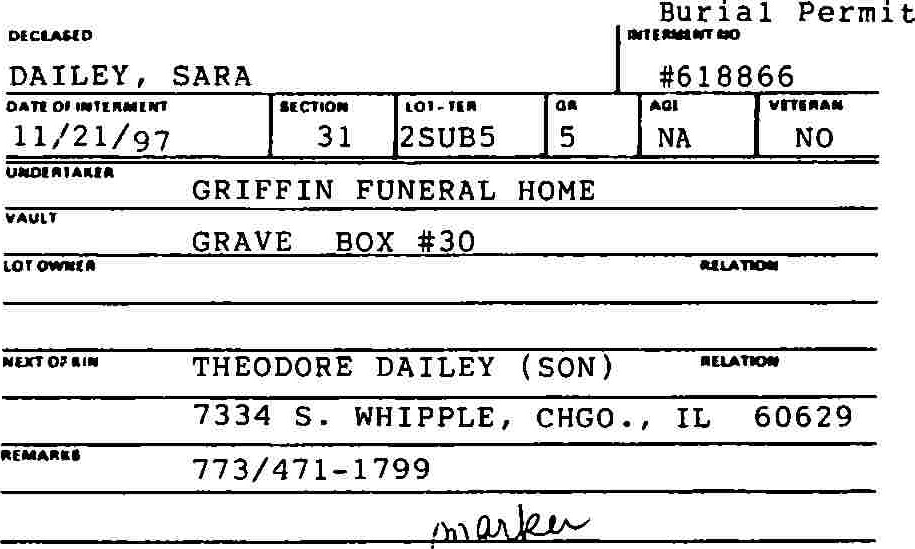 Burial Permit
DECEASED INTERMENT NO
DAILEY, SARA #618866
DATE OF INTERMENT SECTION LOT-TER GR AGE VETERAN
11/21/97 31 2SUB5 5 NA NO
UNDERTAKER
GRIFFIN FUNERAL HOME
VAULT
GRAVE BOX #30
LOT OWNER RELATION
NEXT OF KIN THEODORE DAILEY (SON) RELATION
7334 S. WHIPPLE, CHGO., IL 60629
REMARKS
773/471-1799
marker